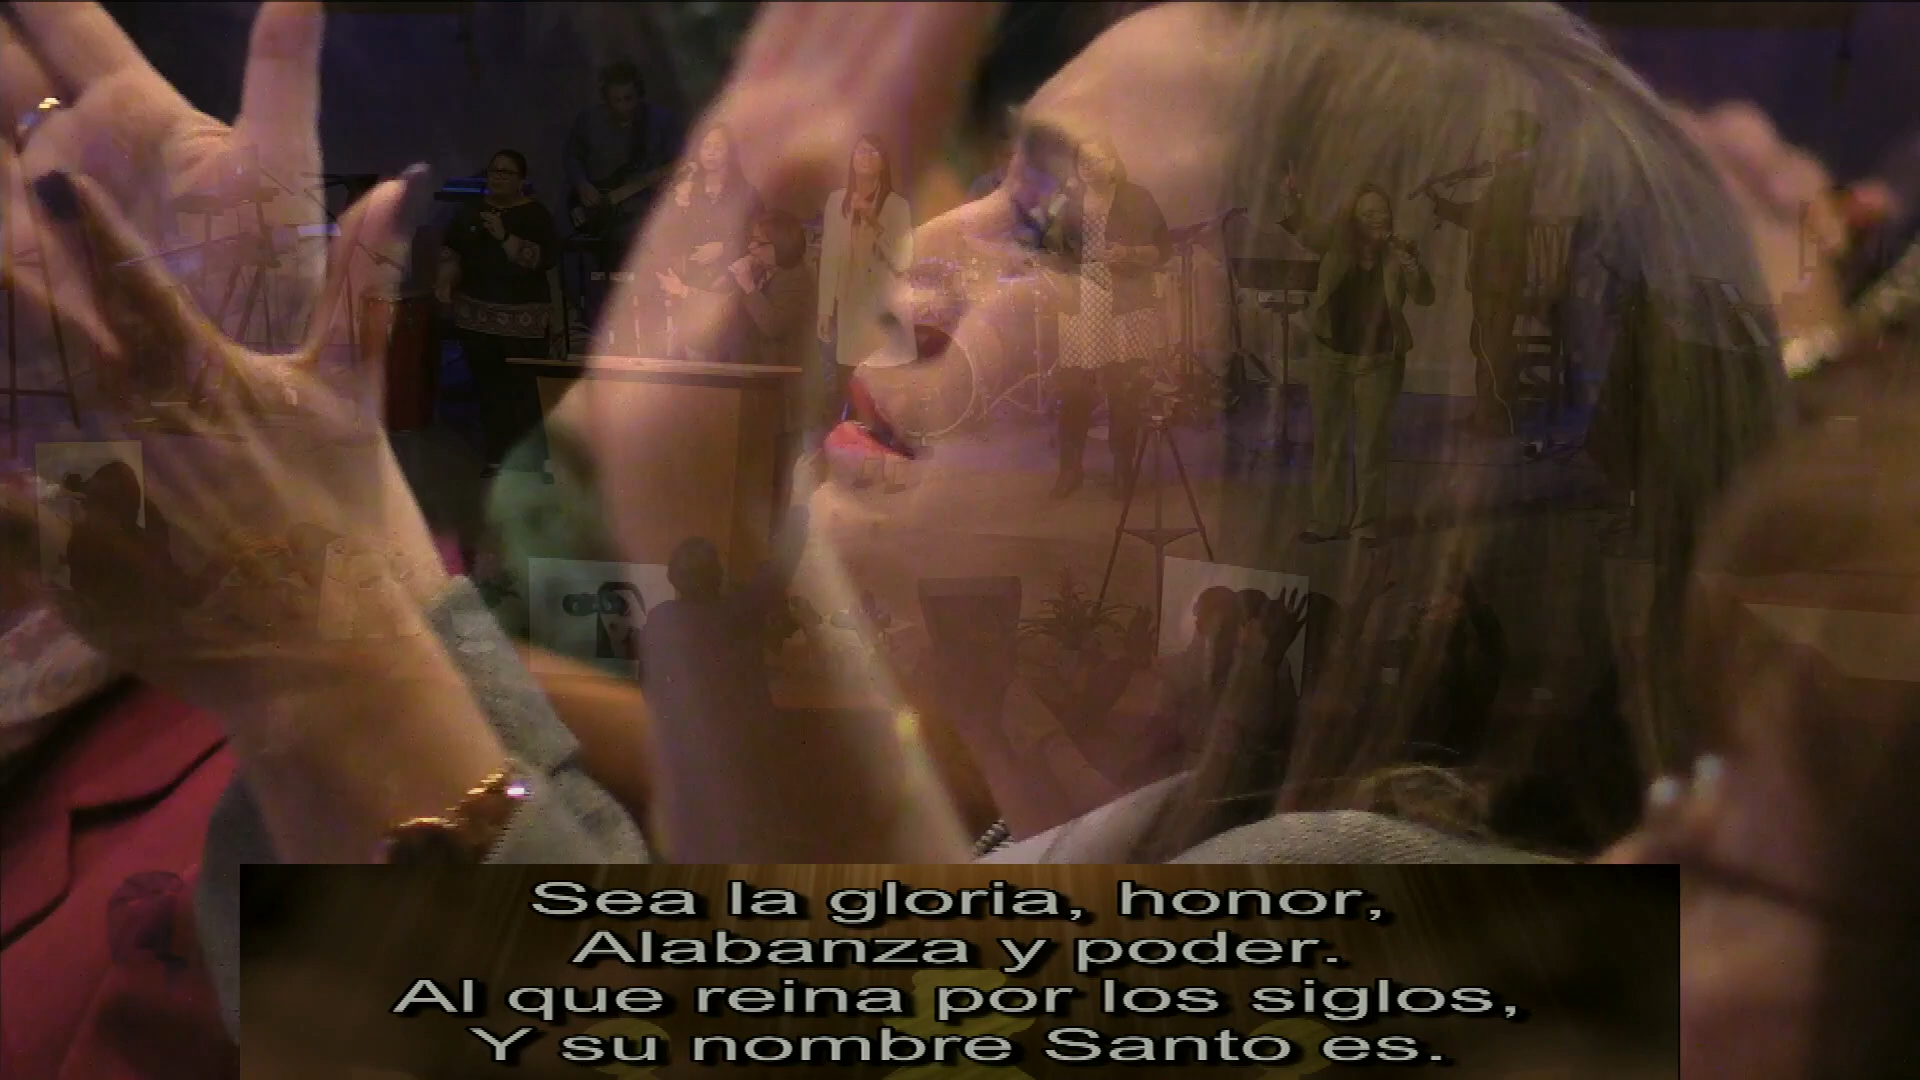 Sea la gloria, honor,
Alabanza y poder.
Al que reina por los siglos,
Y su nombre Santo es.